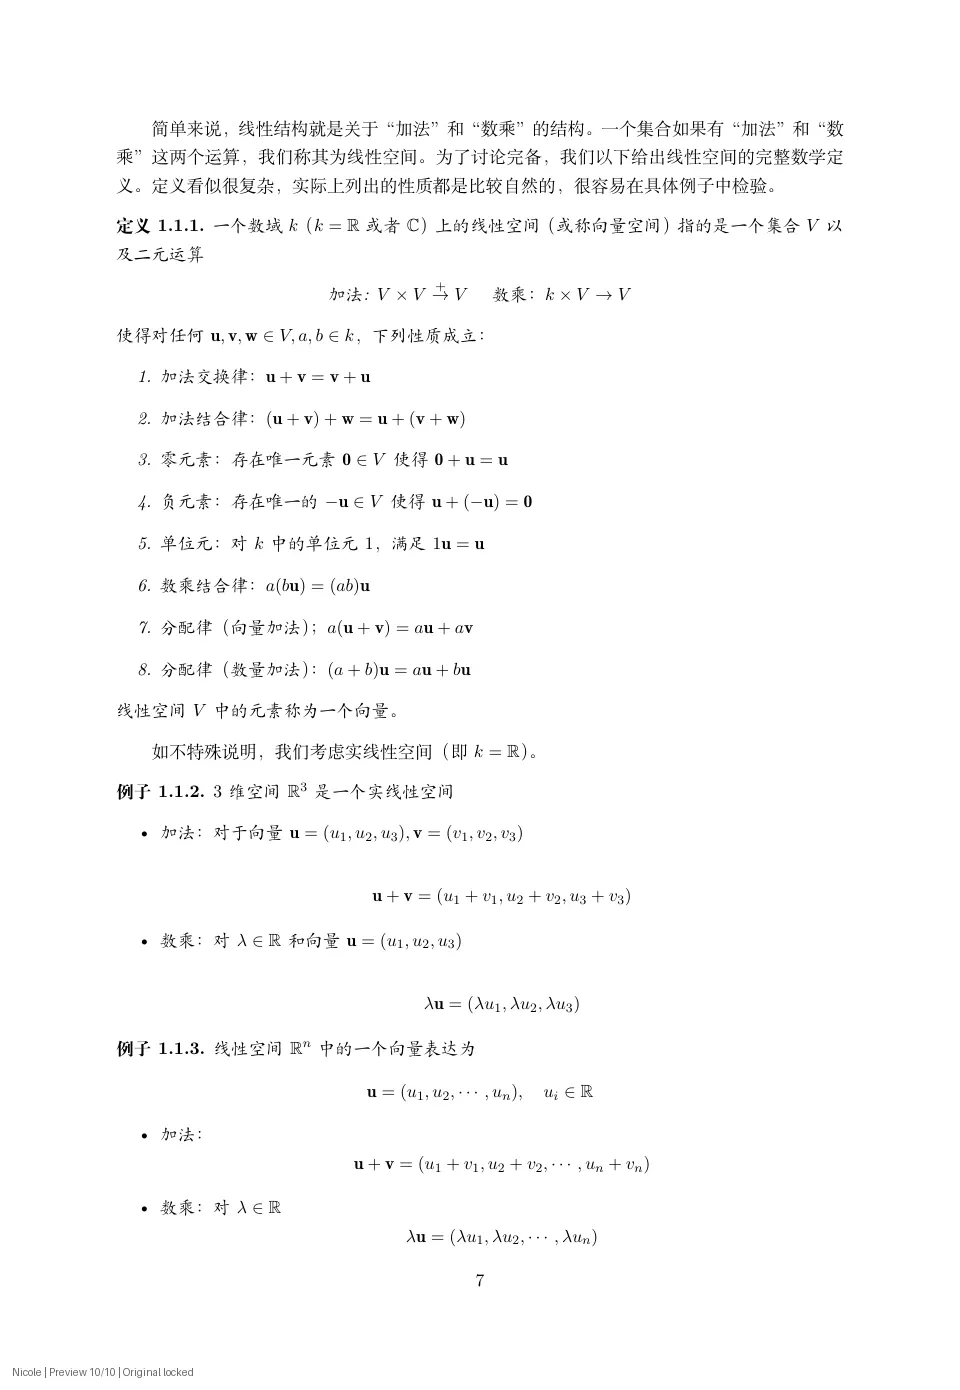 简单来说，线性结构就是关于“加法”和“数乘”的结构。一个集合如果有“加法”和“数
乘”这两个运算，我们称其为线性空间。为了讨论完备，我们以下给出线性空间的完整数学定
义。定义看似很复杂，实际上列出的性质都是比较自然的，很容易在具体例子中检验。
定义 1.1.1. 一个数域 k（k = ℝ 或者 ℂ）上的线性空间（或称向量空间）指的是一个集合 V 以
及二元运算
加法: V × V →⁺ V 数乘：k × V → V
使得对任何 u, v, w ∈ V, a, b ∈ k，下列性质成立：
1. 加法交换律：u + v = v + u
2. 加法结合律：(u + v) + w = u + (v + w)
3. 零元素：存在唯一元素 0 ∈ V 使得 0 + u = u
4. 负元素：存在唯一的 −u ∈ V 使得 u + (−u) = 0
5. 单位元：对 k 中的单位元 1，满足 1u = u
6. 数乘结合律：a(bu) = (ab)u
7. 分配律（向量加法）；a(u + v) = au + av
8. 分配律（数量加法）：(a + b)u = au + bu
线性空间 V 中的元素称为一个向量。
如不特殊说明，我们考虑实线性空间（即 k = ℝ）。
例子 1.1.2. 3 维空间 ℝ³ 是一个实线性空间
• 加法：对于向量 u = (u₁, u₂, u₃), v = (v₁, v₂, v₃)
u + v = (u₁ + v₁, u₂ + v₂, u₃ + v₃)
• 数乘：对 λ ∈ ℝ 和向量 u = (u₁, u₂, u₃)
λu = (λu₁, λu₂, λu₃)
例子 1.1.3. 线性空间 ℝⁿ 中的一个向量表达为
u = (u₁, u₂, ⋯ , uₙ), uᵢ ∈ ℝ
• 加法：
u + v = (u₁ + v₁, u₂ + v₂, ⋯ , uₙ + vₙ)
• 数乘：对 λ ∈ ℝ
λu = (λu₁, λu₂, ⋯ , λuₙ)
7
Nicole | Preview 10/10 | Original locked